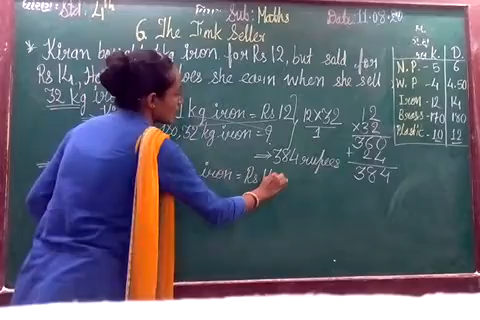 Std: 4th Sub: Maths Date: 11.08
6. The Junk Seller
* Kiran iron for Rs 12, but sold for
Rs 14, does she earn when she sell
32 kg
1 kg iron = Rs 12
32 kg iron = ?
12 × 32
1
⇒ 384 rupees
iron = Rs
12
×32
360
+ 24
384
K. D.
N.P. - 5 6
W.P. - 4 4.50
Iron - 12 14
Brass - 170 180
Plastic - 10 12